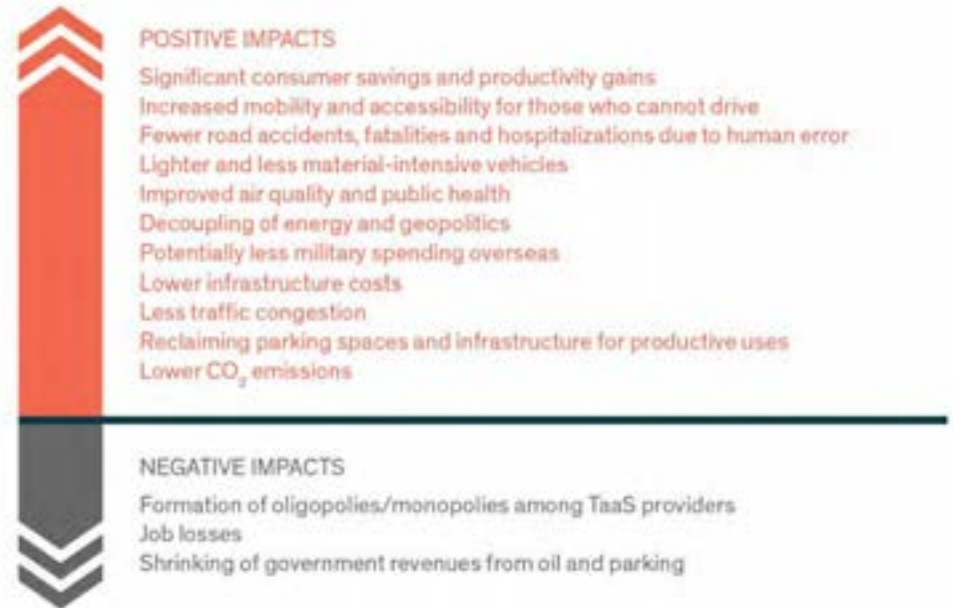 POSITIVE IMPACTS
Significant consumer savings and productivity gains
Increased mobility and accessibility for those who cannot drive
Fewer road accidents, fatalities and hospitalizations due to human error
Lighter and less material-intensive vehicles
Improved air quality and public health
Decoupling of energy and geopolitics
Potentially less military spending overseas
Lower infrastructure costs
Less traffic congestion
Reclaiming parking spaces and infrastructure for productive uses
Lower CO₂ emissions
NEGATIVE IMPACTS
Formation of oligopolies/monopolies among TaaS providers
Job losses
Shrinking of government revenues from oil and parking